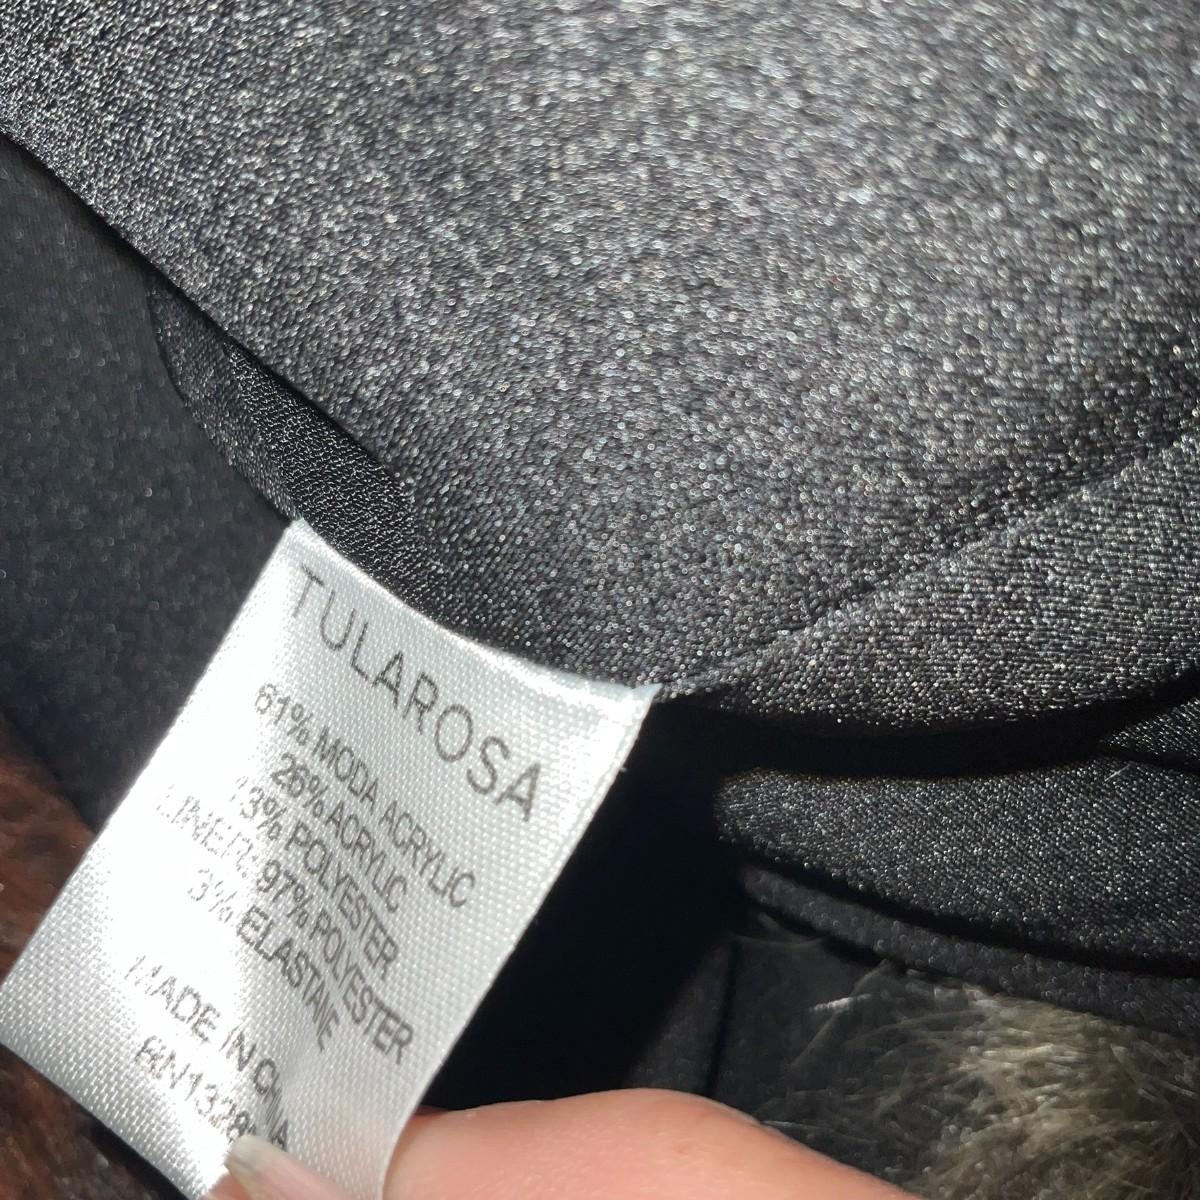 TULAROSA
61% MODA ACRYLIC
26% ACRYLIC
13% POLYESTER
LINER: 97% POLYESTER
3% ELASTANE
MADE IN CHINA